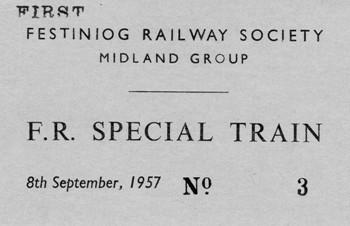 FIRST
FESTINIOG RAILWAY SOCIETY
MIDLAND GROUP
F.R. SPECIAL TRAIN
8th September, 1957 Nº 3